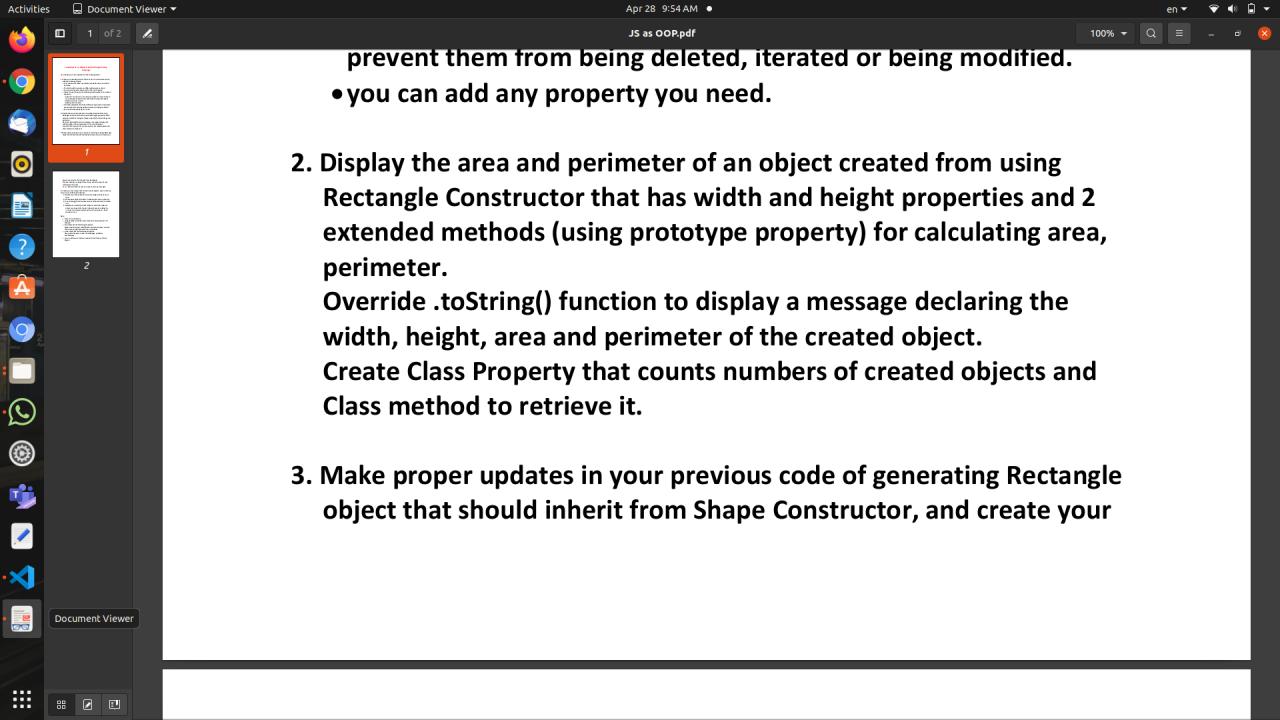 Activities
Document Viewer
Apr 28 9:54 AM
en
1 of 2
JS as OOP.pdf
100%
prevent them from being deleted, iterated or being modified.
•you can add any property you need.
2. Display the area and perimeter of an object created from using
Rectangle Constructor that has width and height properties and 2
extended methods (using prototype property) for calculating area,
perimeter.
Override .toString() function to display a message declaring the
width, height, area and perimeter of the created object.
Create Class Property that counts numbers of created objects and
Class method to retrieve it.
3. Make proper updates in your previous code of generating Rectangle
object that should inherit from Shape Constructor, and create your
1
2
Document Viewer